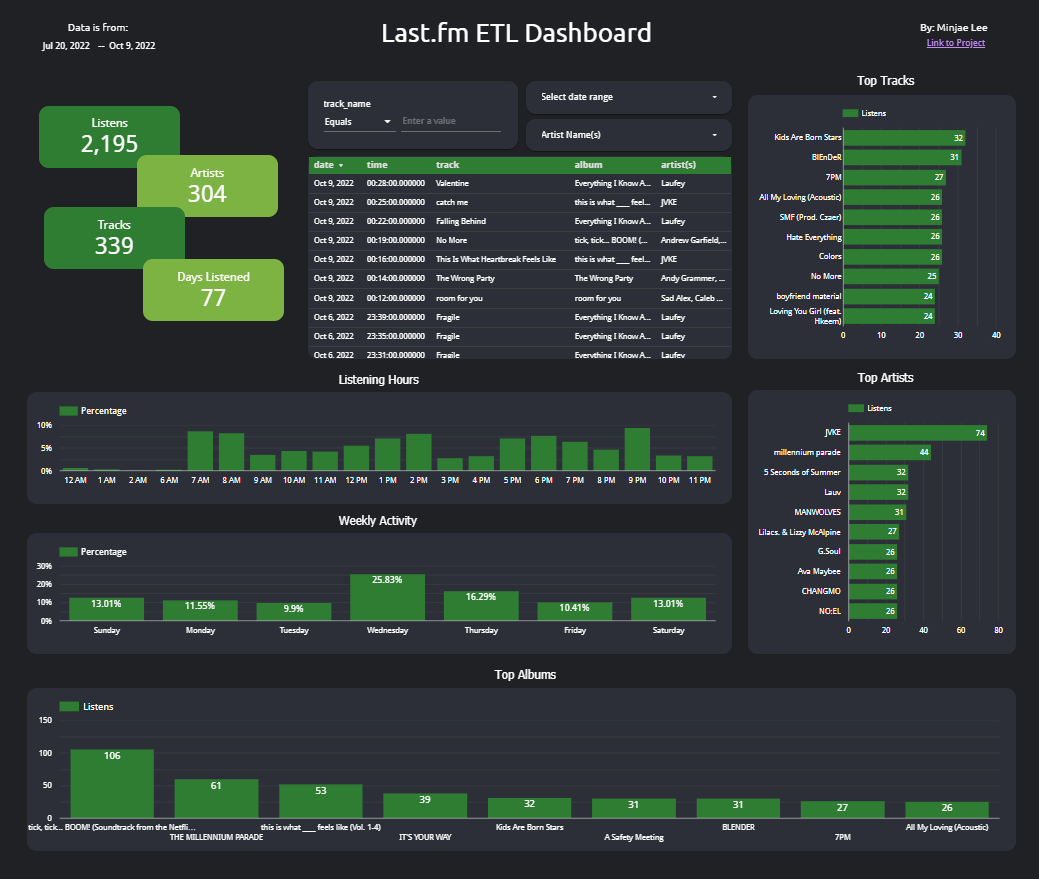 Data is from:
Jul 20, 2022 -- Oct 9, 2022
Last.fm ETL Dashboard
By: Minjae Lee
Link to Project
Listens
2,195
Artists
304
Tracks
339
Days Listened
77
track_name
Equals
Enter a value
Select date range
Artist Name(s)
date time track album artist(s)
Oct 9, 2022 00:28:00.000000 Valentine Everything I Know A... Laufey
Oct 9, 2022 00:25:00.000000 catch me this is what ___ feel... JVKE
Oct 9, 2022 00:22:00.000000 Falling Behind Everything I Know A... Laufey
Oct 9, 2022 00:19:00.000000 No More tick, tick... BOOM! (... Andrew Garfield,...
Oct 9, 2022 00:16:00.000000 This Is What Heartbreak Feels Like this is what ___ feel... JVKE
Oct 9, 2022 00:14:00.000000 The Wrong Party The Wrong Party Andy Grammer, ...
Oct 9, 2022 00:12:00.000000 room for you room for you Sad Alex, Caleb ...
Oct 6, 2022 23:39:00.000000 Fragile Everything I Know A... Laufey
Oct 6, 2022 23:35:00.000000 Fragile Everything I Know A... Laufey
Oct 6, 2022 23:31:00.000000 Fragile Everything I Know A... Laufey
Top Tracks
Listens
Kids Are Born Stars 32
BlEnDeR 31
7PM 27
All My Loving (Acoustic) 26
SMF (Prod. Czaer) 26
Hate Everything 26
Colors 26
No More 25
boyfriend material 24
Loving You Girl (feat.
Hkeem) 24
0 10 20 30 40
Listening Hours
Percentage
10%
5%
0%
12 AM 1 AM 2 AM 6 AM 7 AM 8 AM 9 AM 10 AM 11 AM 12 PM 1 PM 2 PM 3 PM 4 PM 5 PM 6 PM 7 PM 8 PM 9 PM 10 PM 11 PM
Top Artists
Listens
JVKE 74
millennium parade 44
5 Seconds of Summer 32
Lauv 32
MANWOLVES 31
Lilacs. & Lizzy McAlpine 27
G.Soul 26
Ava Maybee 26
CHANGMO 26
NO:EL 26
0 20 40 60 80
Weekly Activity
Percentage
30%
20%
10%
0%
13.01% 11.55% 9.9% 25.83% 16.29% 10.41% 13.01%
Sunday Monday Tuesday Wednesday Thursday Friday Saturday
Top Albums
Listens
150
100
50
0
106 61 53 39 32 31 31 27 26
tick, tick... BOOM! (Soundtrack from the Netfli... this is what ___ feels like (Vol. 1-4) Kids Are Born Stars BLENDER All My Loving (Acoustic)
THE MILLENNIUM PARADE IT'S YOUR WAY A Safety Meeting 7PM